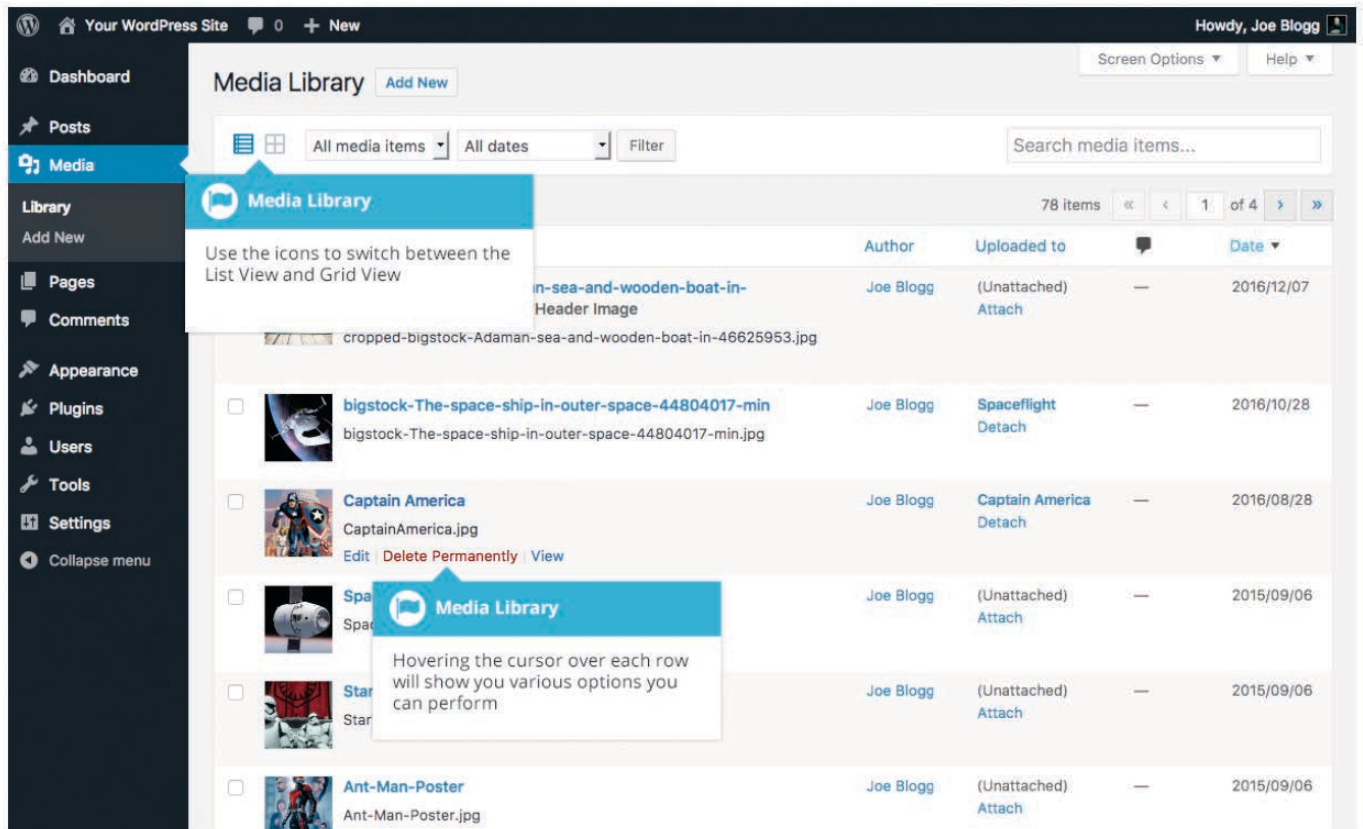 Your WordPress Site 0 + New Howdy, Joe Blogg
Screen Options ▼ Help ▼
Dashboard
Posts
Media
Library
Add New
Pages
Comments
Appearance
Plugins
Users
Tools
Settings
Collapse menu
Media Library Add New
All media items All dates Filter Search media items...
Media Library
Use the icons to switch between the
List View and Grid View
78 items « ‹ 1 of 4 › »
Author Uploaded to Date ▼
n-sea-and-wooden-boat-in-
Header Image
cropped-bigstock-Adaman-sea-and-wooden-boat-in-46625953.jpg
Joe Blogg (Unattached) — 2016/12/07
Attach
bigstock-The-space-ship-in-outer-space-44804017-min Joe Blogg Spaceflight — 2016/10/28
bigstock-The-space-ship-in-outer-space-44804017-min.jpg Detach
Captain America Joe Blogg Captain America — 2016/08/28
CaptainAmerica.jpg Detach
Edit | Delete Permanently | View
Media Library
Hovering the cursor over each row
will show you various options you
can perform
Spa Joe Blogg (Unattached) — 2015/09/06
Spac Attach
Star Joe Blogg (Unattached) — 2015/09/06
Star Attach
Ant-Man-Poster Joe Blogg (Unattached) — 2015/09/06
Ant-Man-Poster.jpg Attach